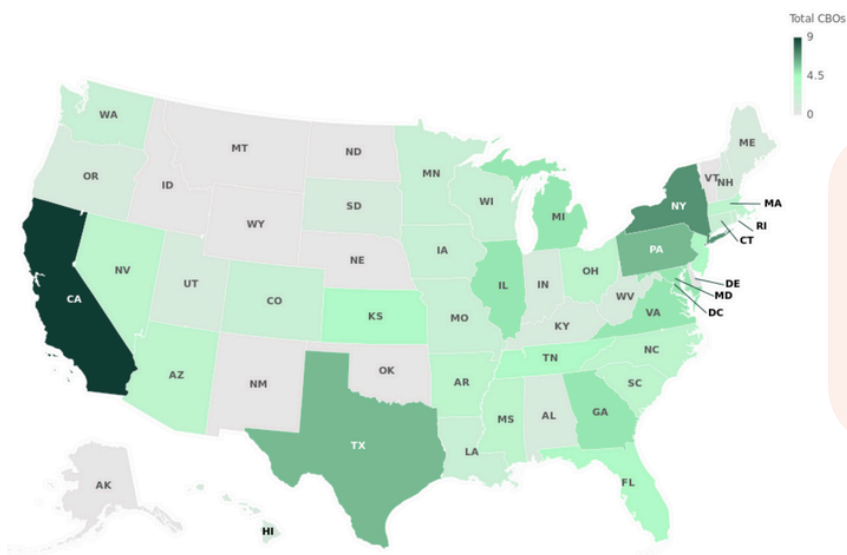 Total CBOs
9
4.5
0
WA
MT
ND
ME
OR
ID
MN
VT
NH
SD
WI
MI
NY
MA
RI
CT
WY
IA
PA
NE
NV
UT
CO
IL
IN
OH
DE
MD
DC
CA
KS
MO
WV
VA
KY
AZ
NM
OK
TN
NC
AR
SC
MS
AL
GA
TX
LA
FL
AK
HI